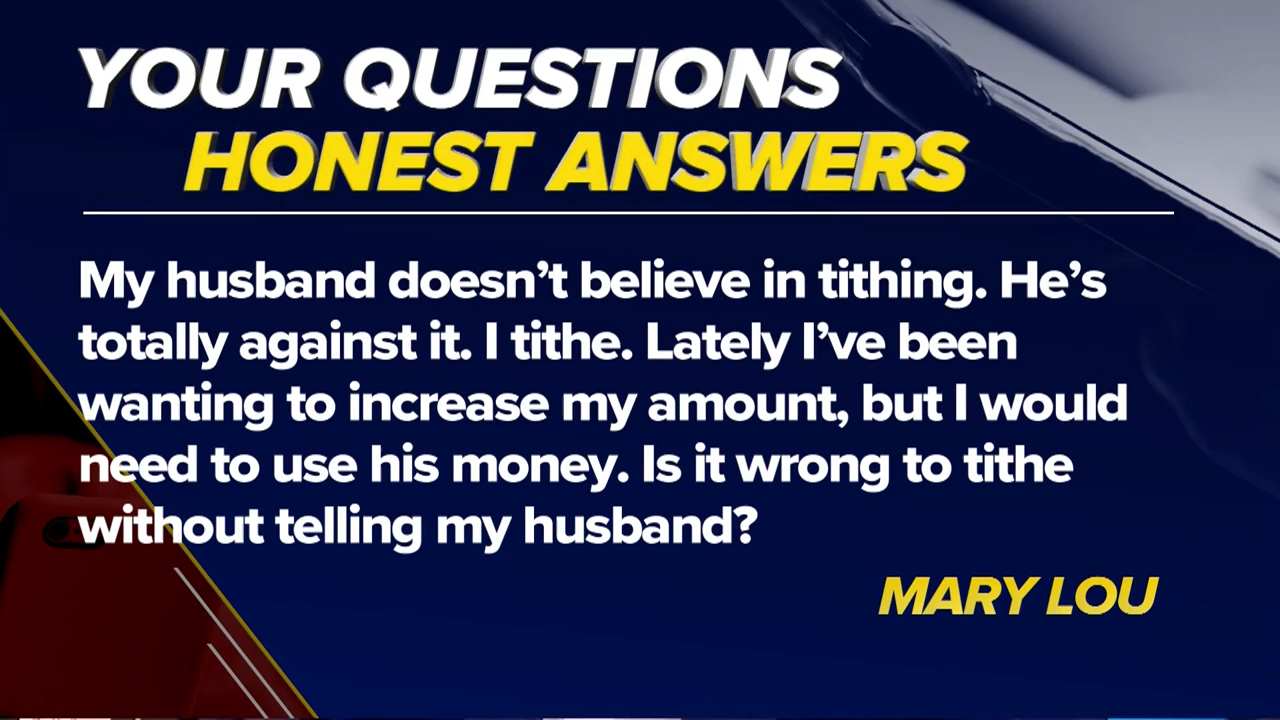 YOUR QUESTIONS
HONEST ANSWERS
My husband doesn’t believe in tithing. He’s
totally against it. I tithe. Lately I’ve been
wanting to increase my amount, but I would
need to use his money. Is it wrong to tithe
without telling my husband?
MARY LOU